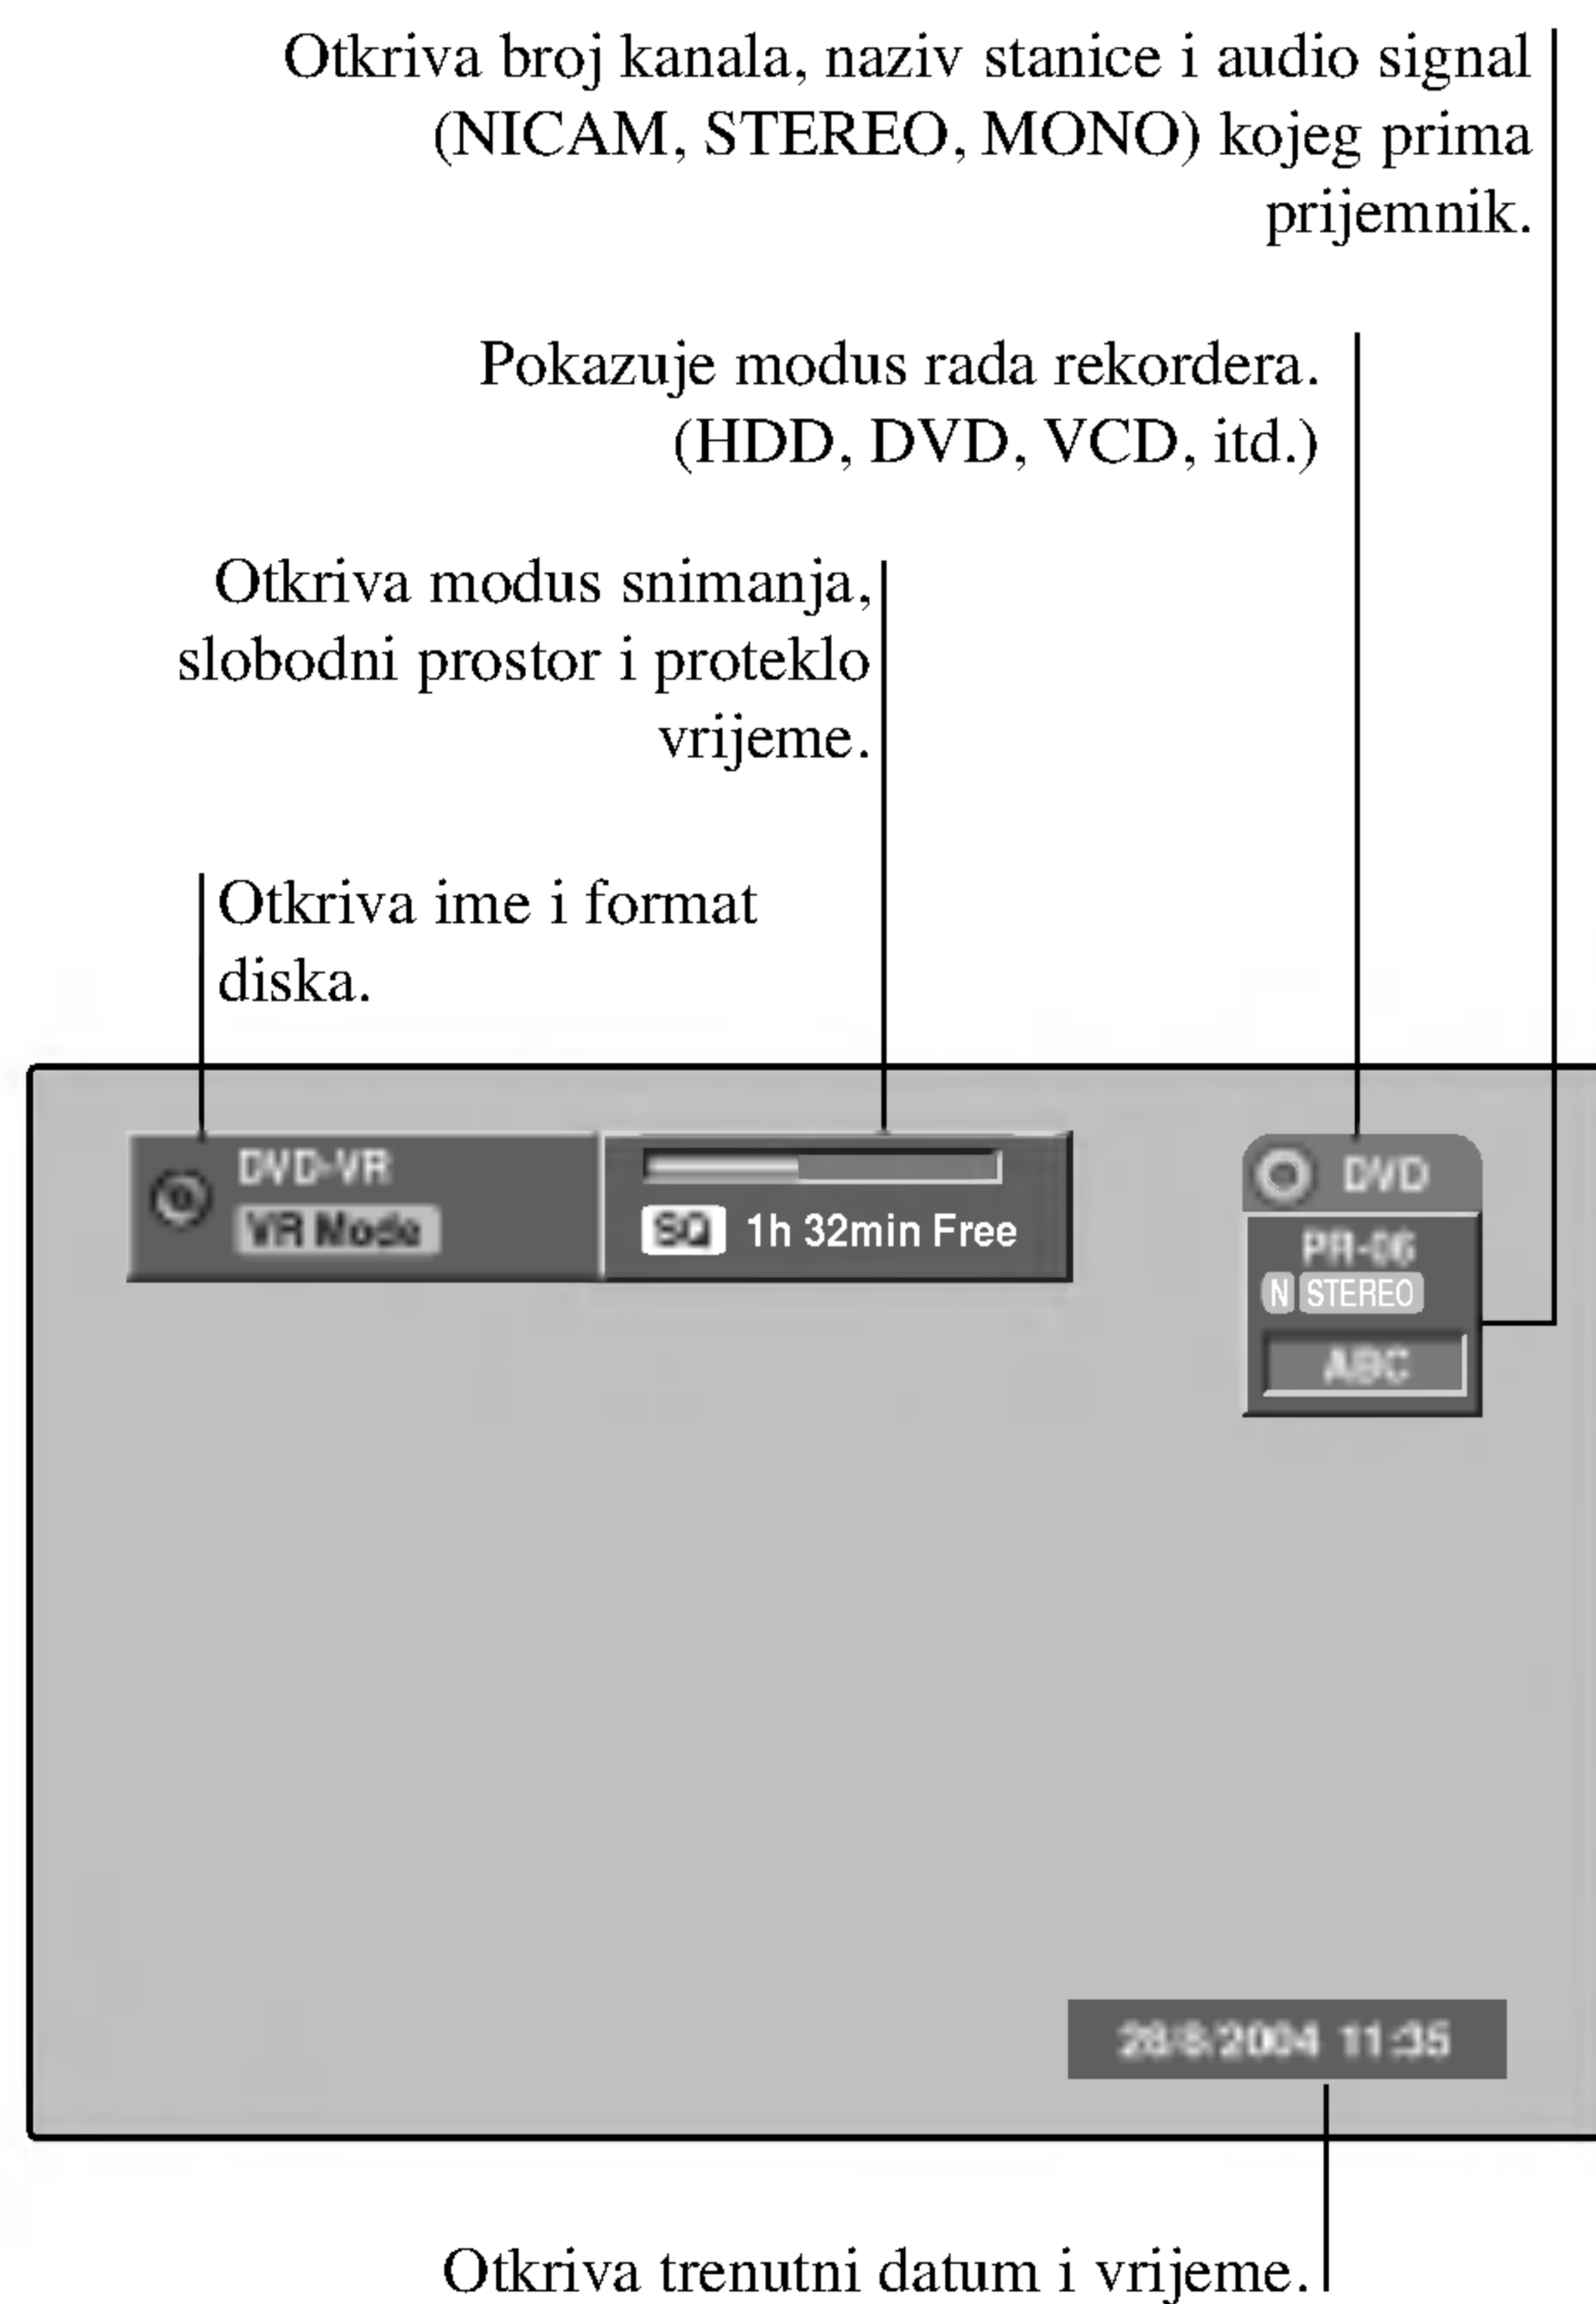 Otkriva broj kanala, naziv stanice i audio signal
(NICAM, STEREO, MONO) kojeg prima
prijemnik.
Pokazuje modus rada rekordera.
(HDD, DVD, VCD, itd.)
Otkriva modus snimanja,
slobodni prostor i proteklo
vrijeme.
Otkriva ime i format
diska.
DVD-VR
VR Mode
SQ 1h 32min Free
DVD
PR-06
N STEREO
ABC
28/8/2004 11:35
Otkriva trenutni datum i vrijeme.